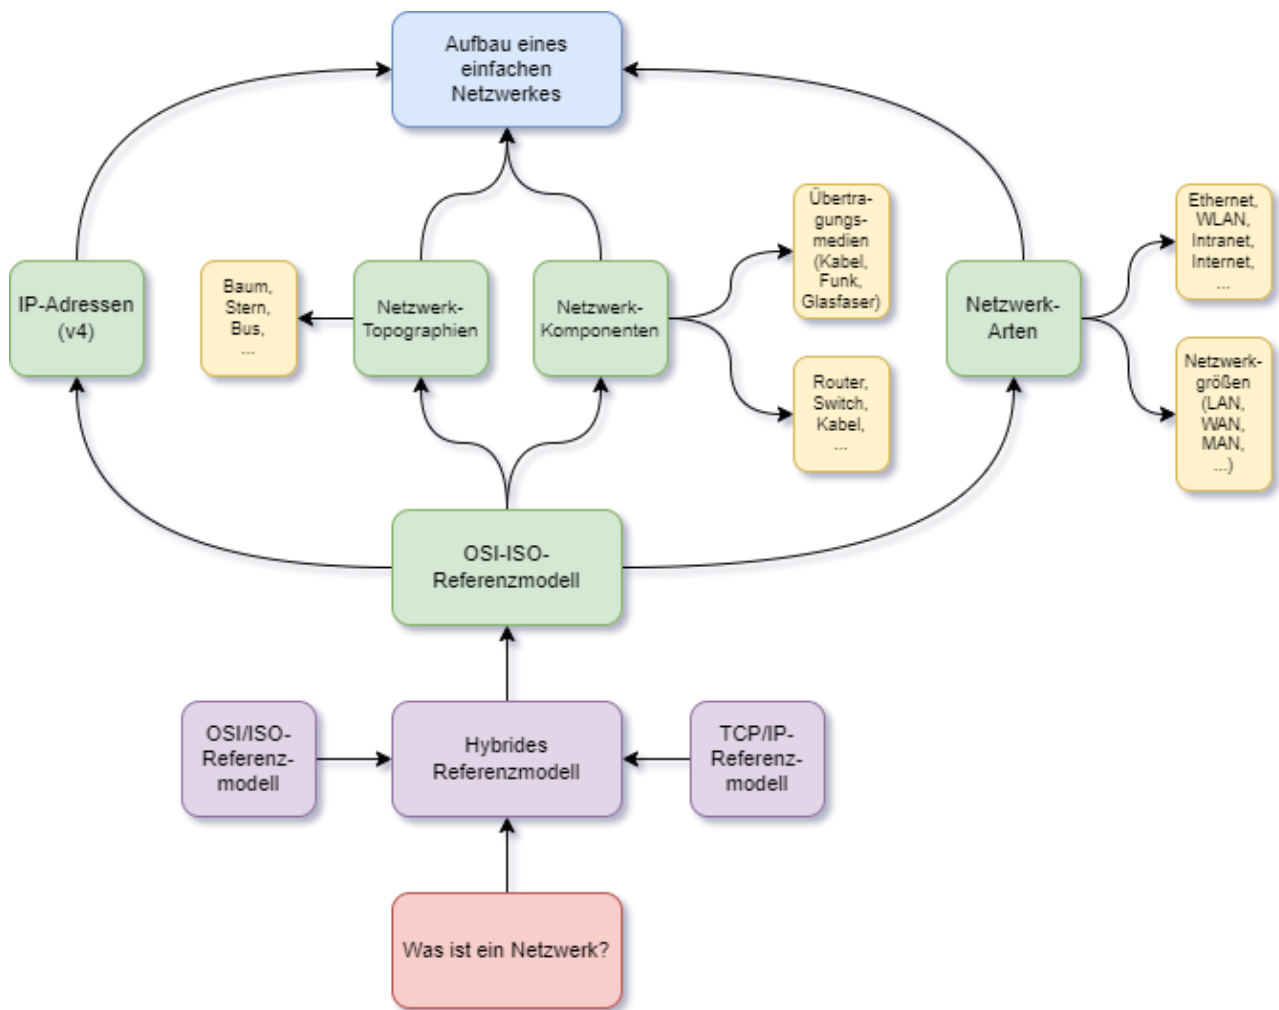 Aufbau eines
einfachen
Netzwerkes
IP-Adressen
(v4)
Baum,
Stern,
Bus,
...
Netzwerk-
Topographien
Netzwerk-
Komponenten
Übertra-
gungs-
medien
(Kabel,
Funk,
Glasfaser)
Router,
Switch,
Kabel,
...
Netzwerk-
Arten
Ethernet,
WLAN,
Intranet,
Internet,
...
Netzwerk-
größen
(LAN,
WAN,
MAN,
...)
OSI-ISO-
Referenzmodell
OSI/ISO-
Referenz-
modell
Hybrides
Referenzmodell
TCP/IP-
Referenz-
modell
Was ist ein Netzwerk?